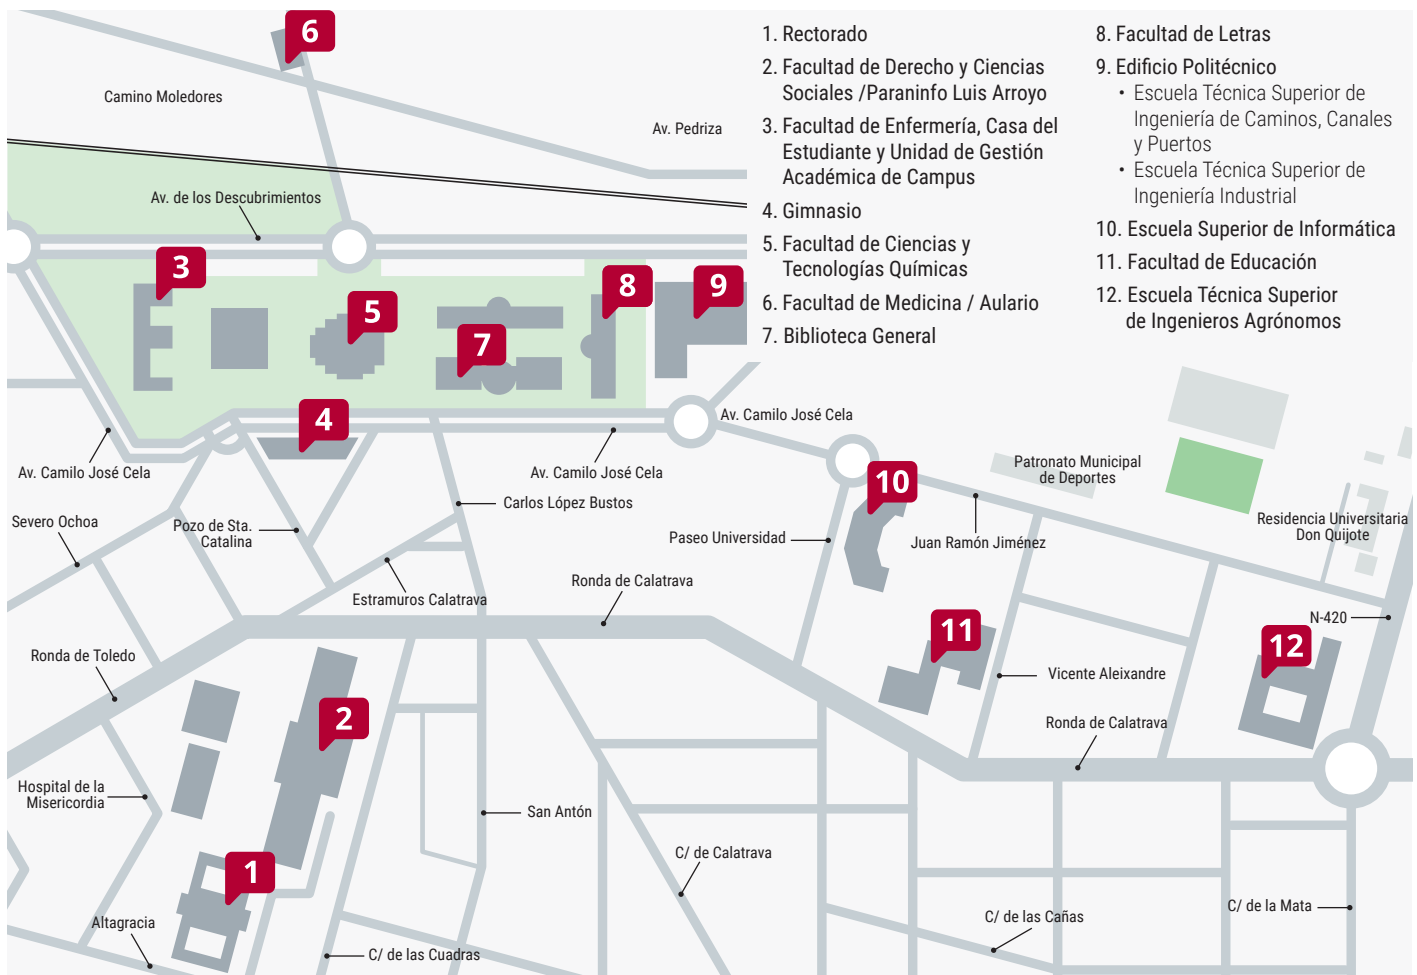 1. Rectorado
2. Facultad de Derecho y Ciencias
Sociales /Paraninfo Luis Arroyo
3. Facultad de Enfermería, Casa del
Estudiante y Unidad de Gestión
Académica de Campus
4. Gimnasio
5. Facultad de Ciencias y
Tecnologías Químicas
6. Facultad de Medicina / Aulario
7. Biblioteca General
8. Facultad de Letras
9. Edificio Politécnico
• Escuela Técnica Superior de
Ingeniería de Caminos, Canales
y Puertos
• Escuela Técnica Superior de
Ingeniería Industrial
10. Escuela Superior de Informática
11. Facultad de Educación
12. Escuela Técnica Superior
de Ingenieros Agrónomos
6
Camino Moledores
Av. Pedriza
Av. de los Descubrimientos
3
8
9
5
7
4
Av. Camilo José Cela
Av. Camilo José Cela
Av. Camilo José Cela
Patronato Municipal
de Deportes
10
Carlos López Bustos
Severo Ochoa
Pozo de Sta.
Catalina
Paseo Universidad
Juan Ramón Jiménez
Residencia Universitaria
Don Quijote
Ronda de Calatrava
Estramuros Calatrava
N-420
11
12
Ronda de Toledo
Vicente Aleixandre
2
Ronda de Calatrava
Hospital de la
Misericordia
San Antón
C/ de Calatrava
1
Altagracia
C/ de las Cuadras
C/ de las Cañas
C/ de la Mata